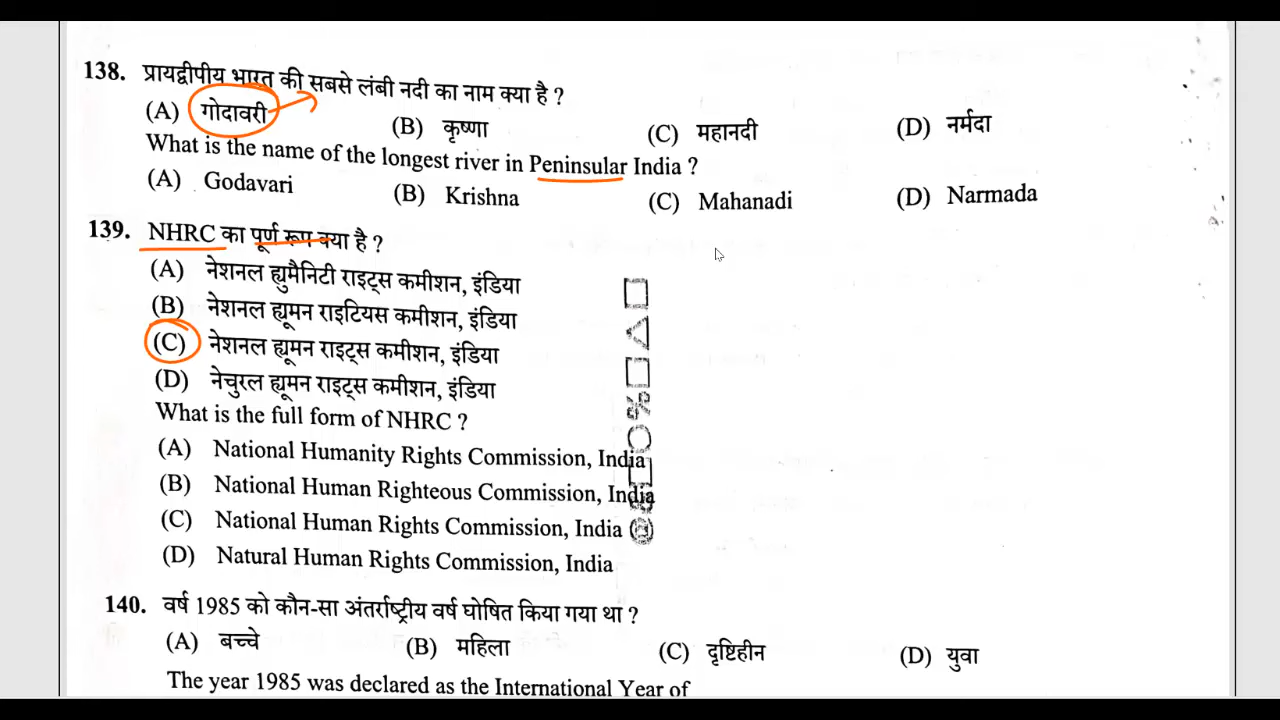 138. प्रायद्वीपीय भारत की सबसे लंबी नदी का नाम क्या है ?
(A) गोदावरी (B) कृष्णा (C) महानदी (D) नर्मदा
What is the name of the longest river in Peninsular India ?
(A) Godavari (B) Krishna (C) Mahanadi (D) Narmada
139. NHRC का पूर्ण रूप क्या है ?
(A) नेशनल ह्युमैनिटी राइट्स कमीशन, इंडिया
(B) नेशनल ह्यूमन राइटियस कमीशन, इंडिया
(C) नेशनल ह्यूमन राइट्स कमीशन, इंडिया
(D) नेचुरल ह्यूमन राइट्स कमीशन, इंडिया
What is the full form of NHRC ?
(A) National Humanity Rights Commission, India
(B) National Human Righteous Commission, India
(C) National Human Rights Commission, India
(D) Natural Human Rights Commission, India
140. वर्ष 1985 को कौन-सा अंतर्राष्ट्रीय वर्ष घोषित किया गया था ?
(A) बच्चे (B) महिला (C) दृष्टिहीन (D) युवा
The year 1985 was declared as the International Year of